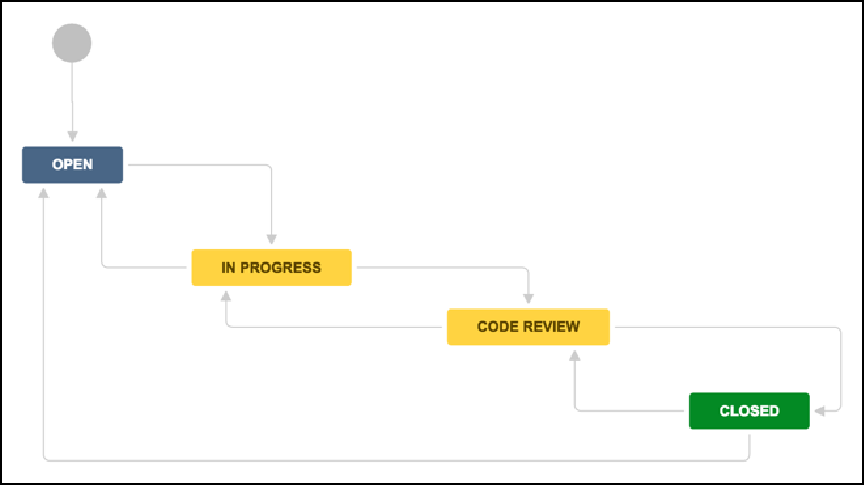 OPEN
IN PROGRESS
CODE REVIEW
CLOSED